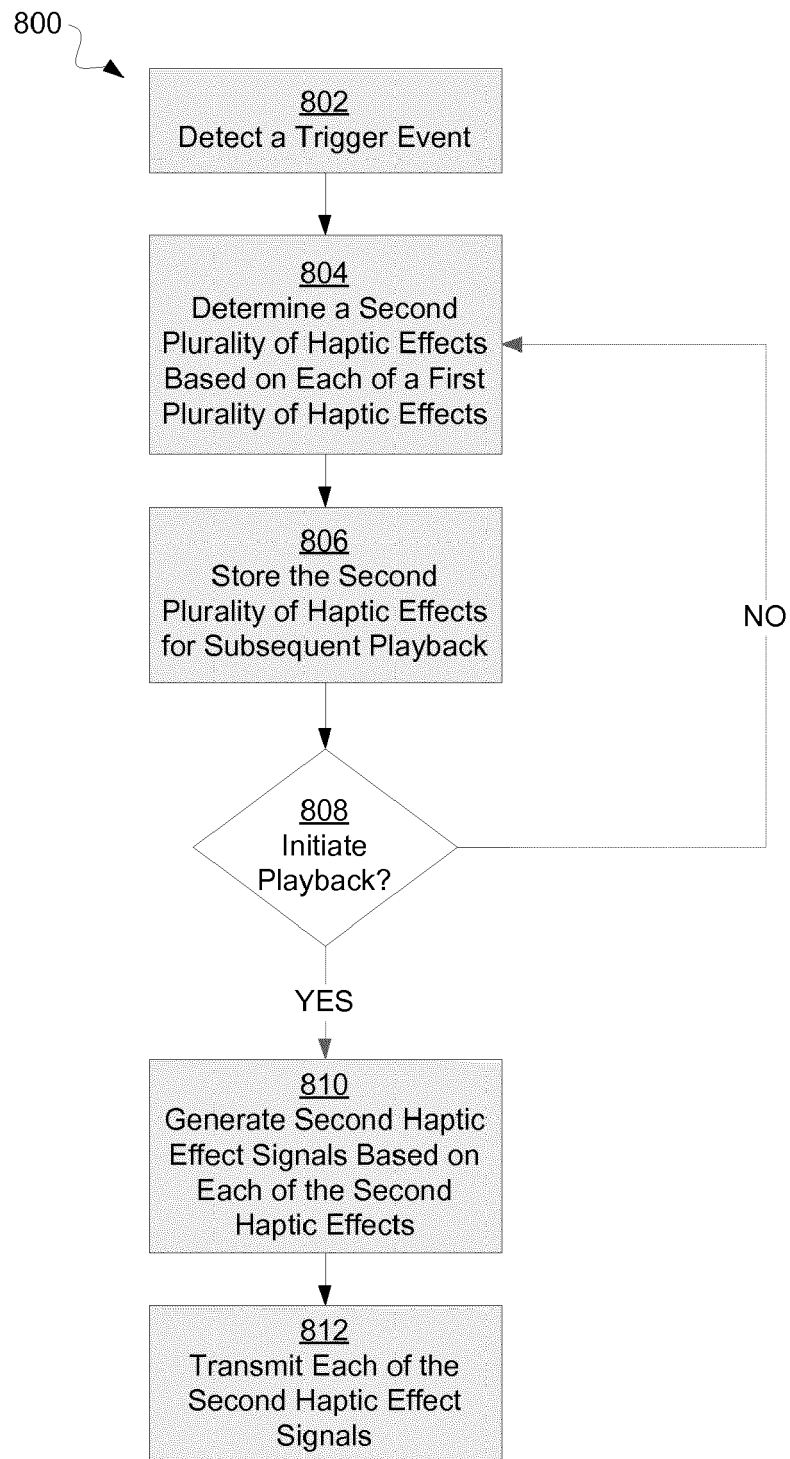 800
802
Detect a Trigger Event
804
Determine a Second
Plurality of Haptic Effects
Based on Each of a First
Plurality of Haptic Effects
806
Store the Second
Plurality of Haptic Effects
for Subsequent Playback
NO
808
Initiate
Playback?
YES
810
Generate Second Haptic
Effect Signals Based on
Each of the Second
Haptic Effects
812
Transmit Each of the
Second Haptic Effect
Signals